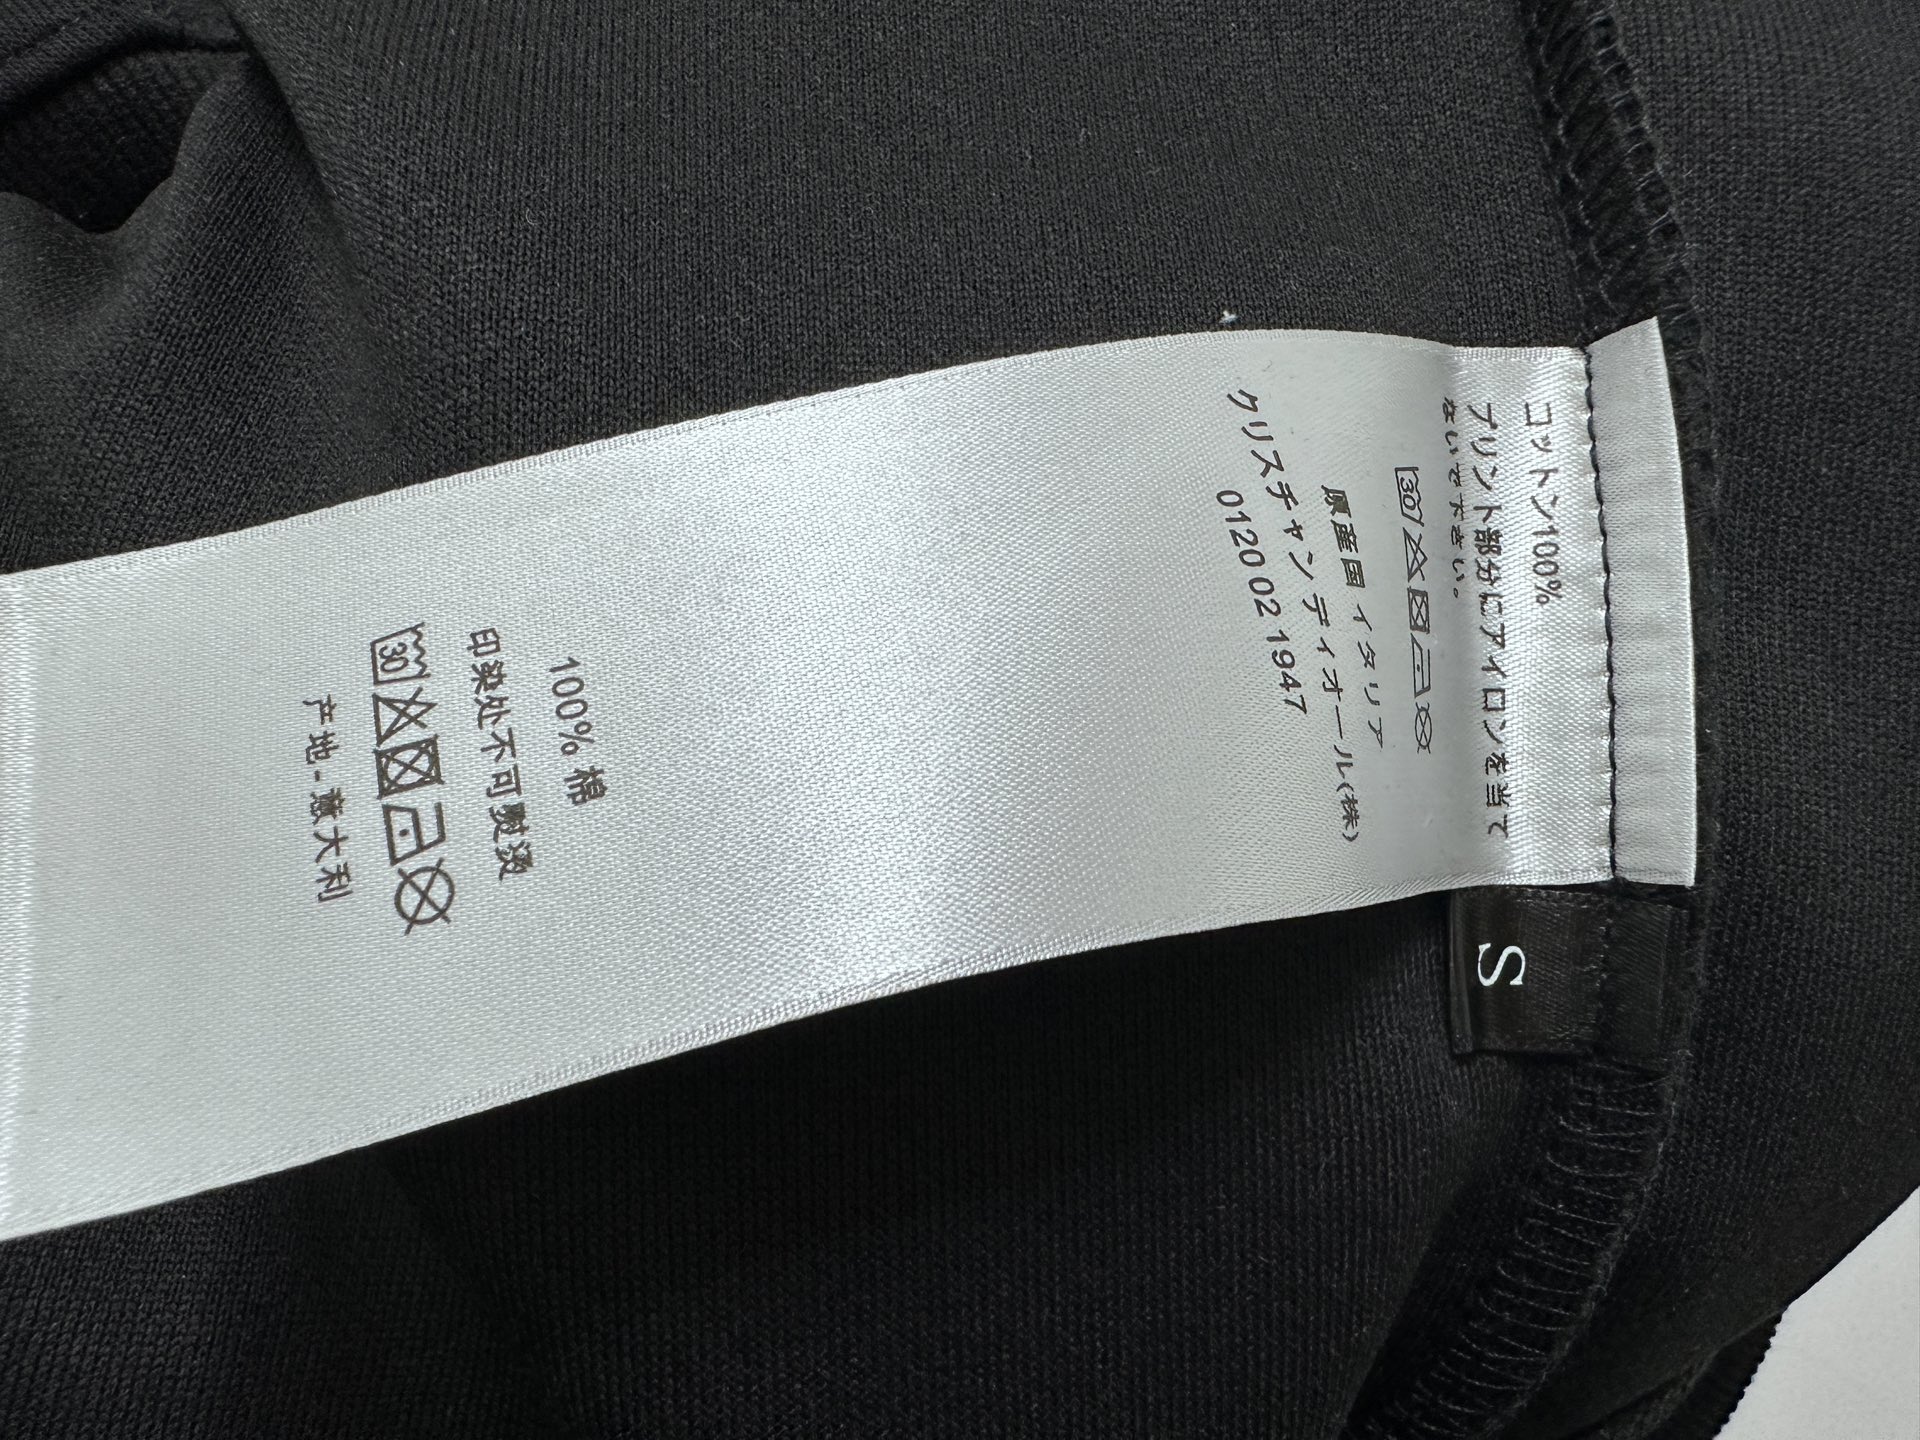 コットン100%
プリント部分にアイロンを当て
ないで下さい。
30
原産国 イタリア
クリスチャンディオール(株)
0120 02 1947
100% 棉
印染处不可熨烫
30
产地-意大利
S